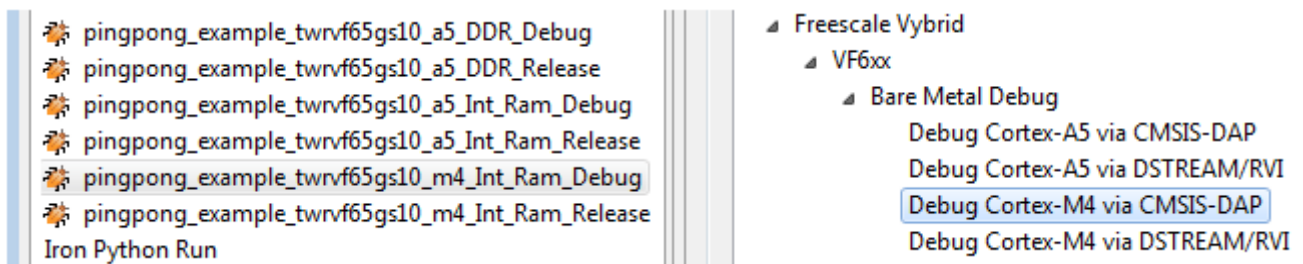 pingpong_example_twrvf65gs10_a5_DDR_Debug
pingpong_example_twrvf65gs10_a5_DDR_Release
pingpong_example_twrvf65gs10_a5_Int_Ram_Debug
pingpong_example_twrvf65gs10_a5_Int_Ram_Release
pingpong_example_twrvf65gs10_m4_Int_Ram_Debug
pingpong_example_twrvf65gs10_m4_Int_Ram_Release
Iron Python Run
Freescale Vybrid
VF6xx
Bare Metal Debug
Debug Cortex-A5 via CMSIS-DAP
Debug Cortex-A5 via DSTREAM/RVI
Debug Cortex-M4 via CMSIS-DAP
Debug Cortex-M4 via DSTREAM/RVI